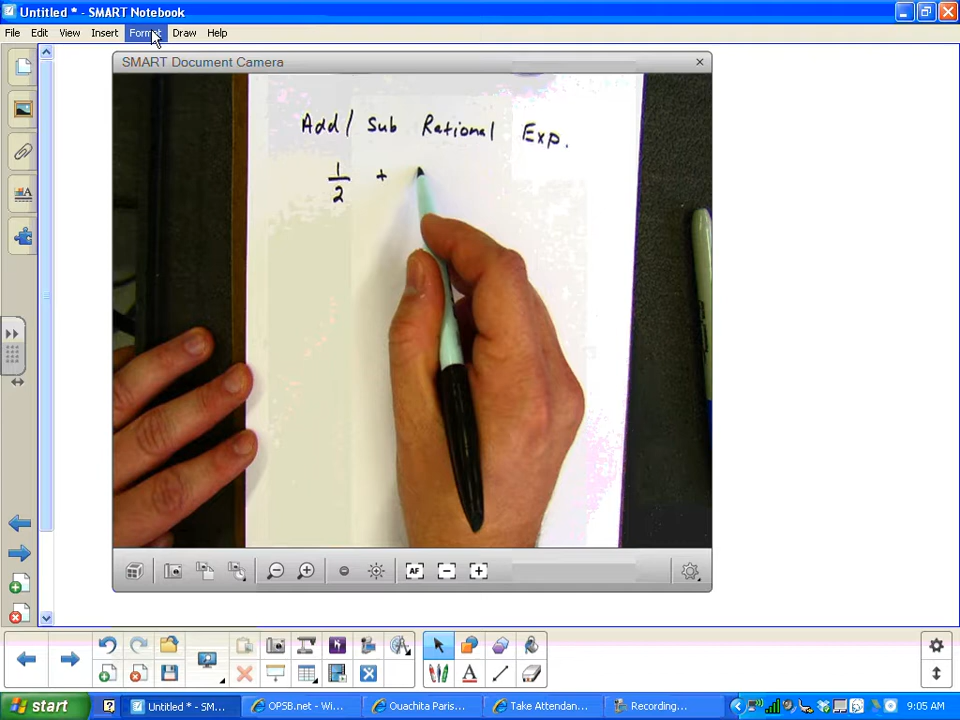 Untitled * - SMART Notebook
File Edit View Insert Format Draw Help
SMART Document Camera
Add/ Sub Rational Exp.
1
2
+
AF
A
start
?
Untitled * - SM...
OPSB.net - Wi...
Ouachita Paris...
Take Attendan...
Recording...
9:05 AM